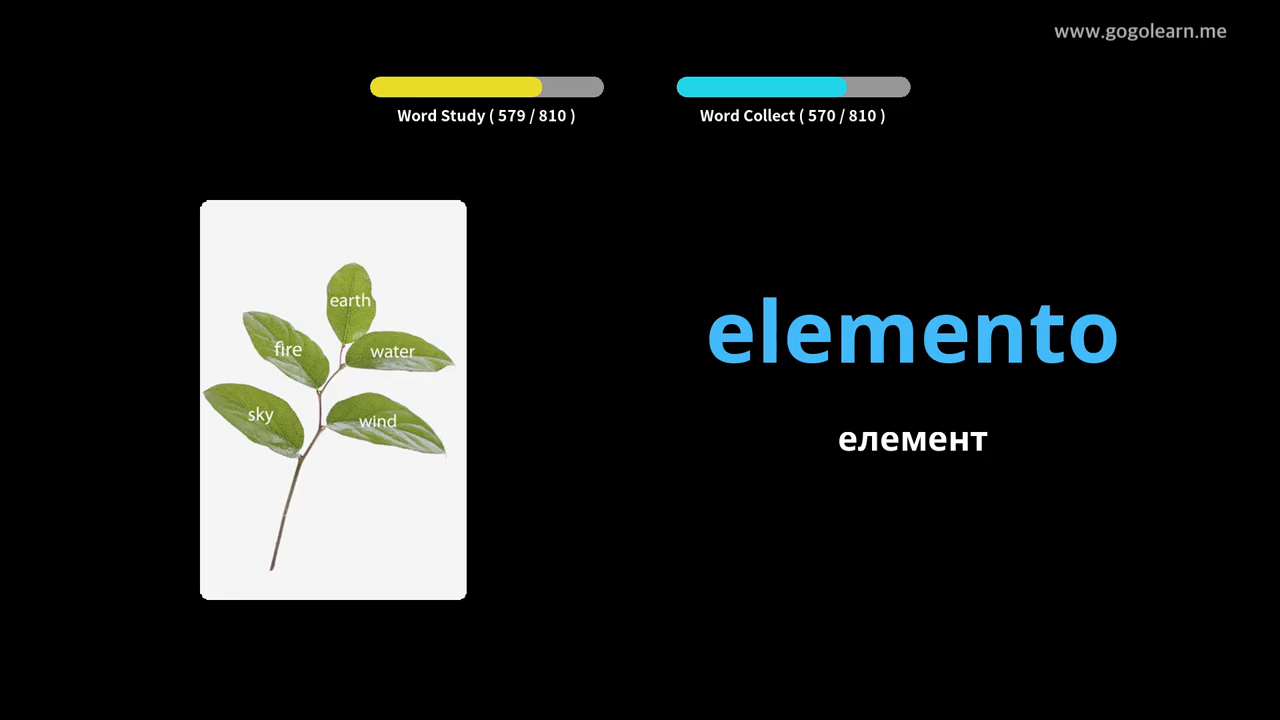 www.gogolearn.me
Word Study ( 579 / 810 )
Word Collect ( 570 / 810 )
earth
fire
water
sky
wind
elemento
елемент